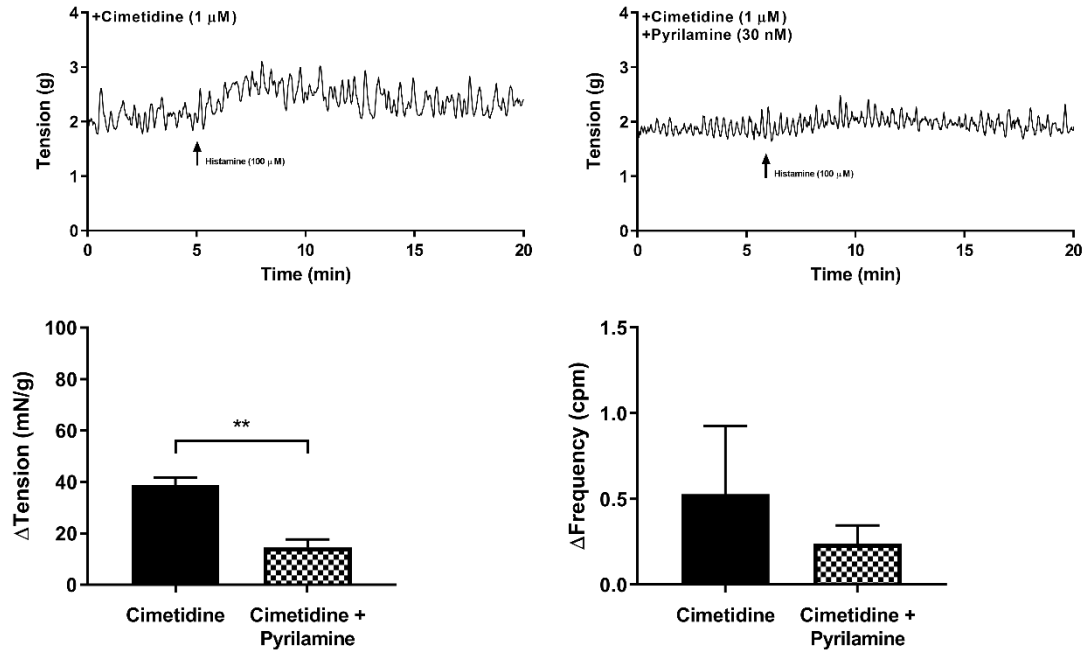 +Cimetidine (1 μM)
4
3
2
1
0
Tension (g)
Histamine (100 μM)
0 5 10 15 20
Time (min)
+Cimetidine (1 μM)
+Pyrilamine (30 nM)
4
3
2
1
0
Tension (g)
Histamine (100 μM)
0 5 10 15 20
Time (min)
100
80
60
40
20
0
ΔTension (mN/g)
**
Cimetidine
Cimetidine +
Pyrilamine
1.5
1.0
0.5
0.0
ΔFrequency (cpm)
Cimetidine
Cimetidine +
Pyrilamine